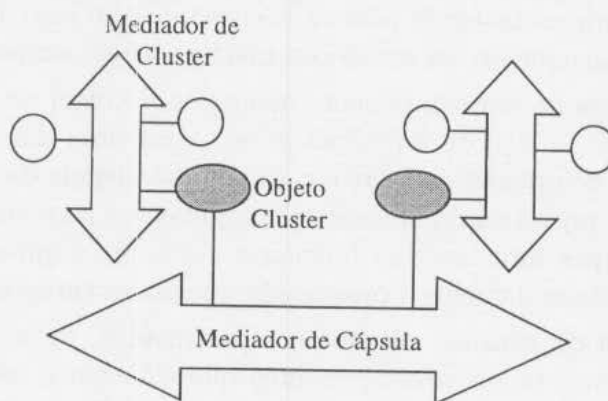 Mediador de
Cluster
Objeto
Cluster
Mediador de Cápsula